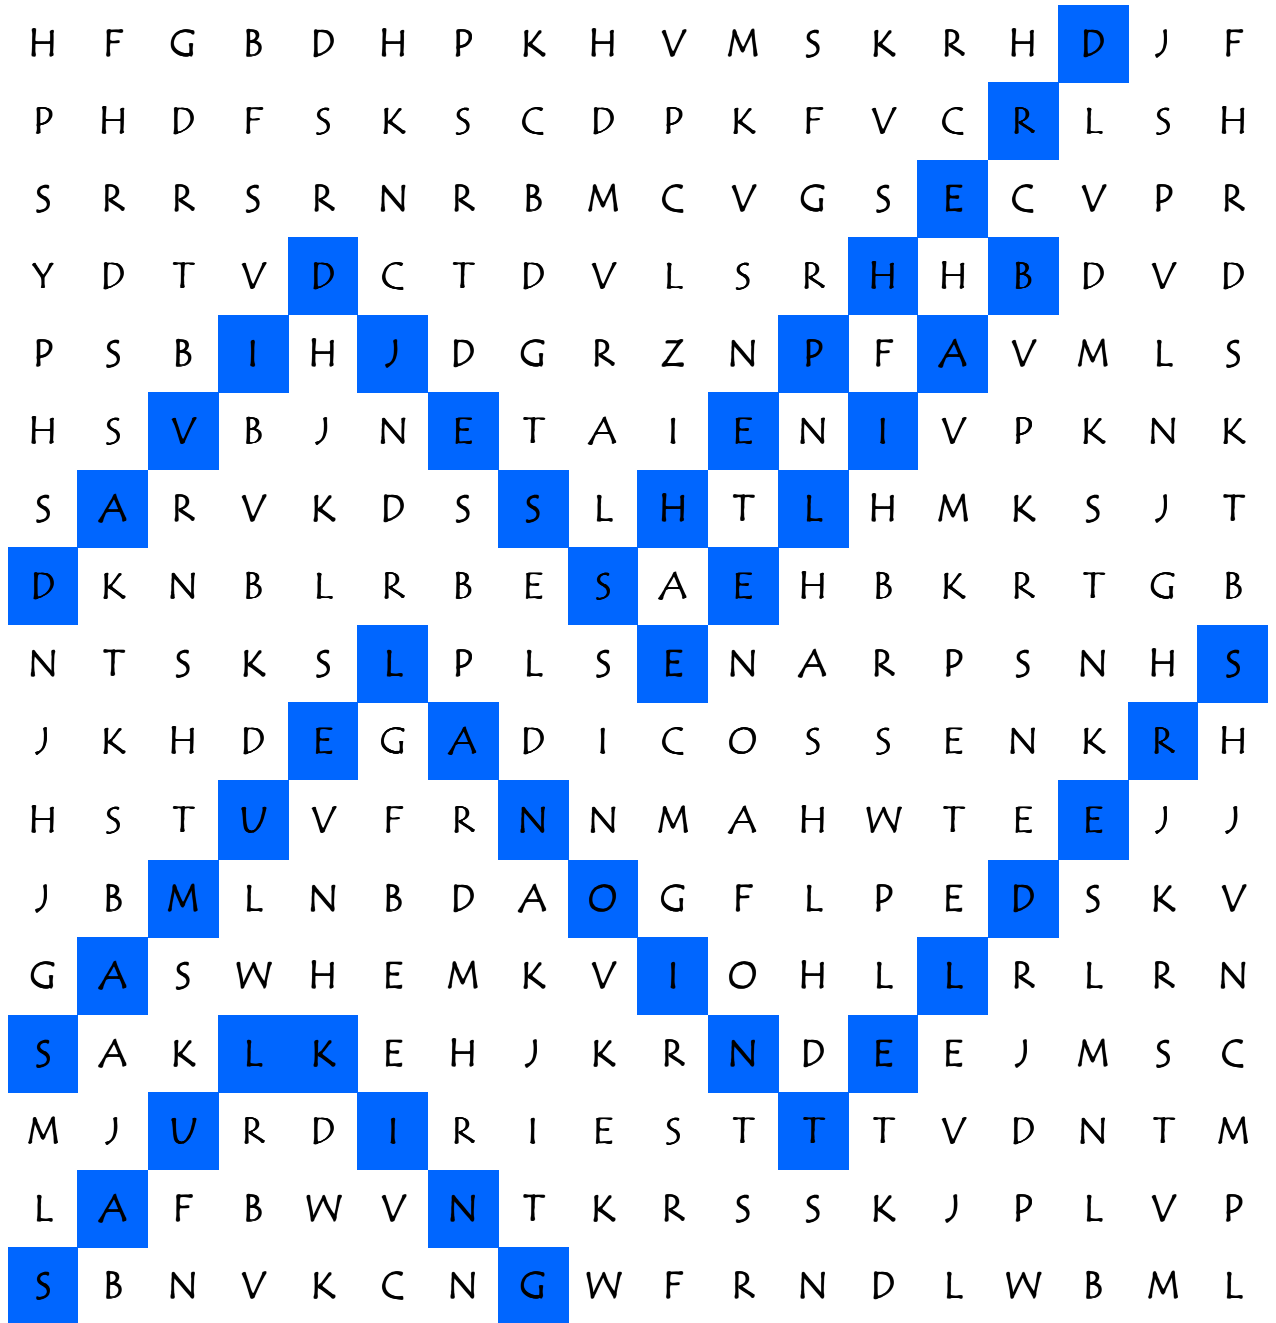 H F G B D H P K H V M S K R H D J F
P H D F S K S C D P K F V C R L S H
S R R S R N R B M C V G S E C V P R
Y D T V D C T D V L S R H H B D V D
P S B I H J D G R Z N P F A V M L S
H S V B J N E T A I E N I V P K N K
S A R V K D S S L H T L H M K S J T
D K N B L R B E S A E H B K R T G B
N T S K S L P L S E N A R P S N H S
J K H D E G A D I C O S S E N K R H
H S T U V F R N N M A H W T E E J J
J B M L N B D A O G F L P E D S K V
G A S W H E M K V I O H L L R L R N
S A K L K E H J K R N D E E J M S C
M J U R D I R I E S T T T V D N T M
L A F B W V N T K R S S K J P L V P
S B N V K C N G W F R N D L W B M L